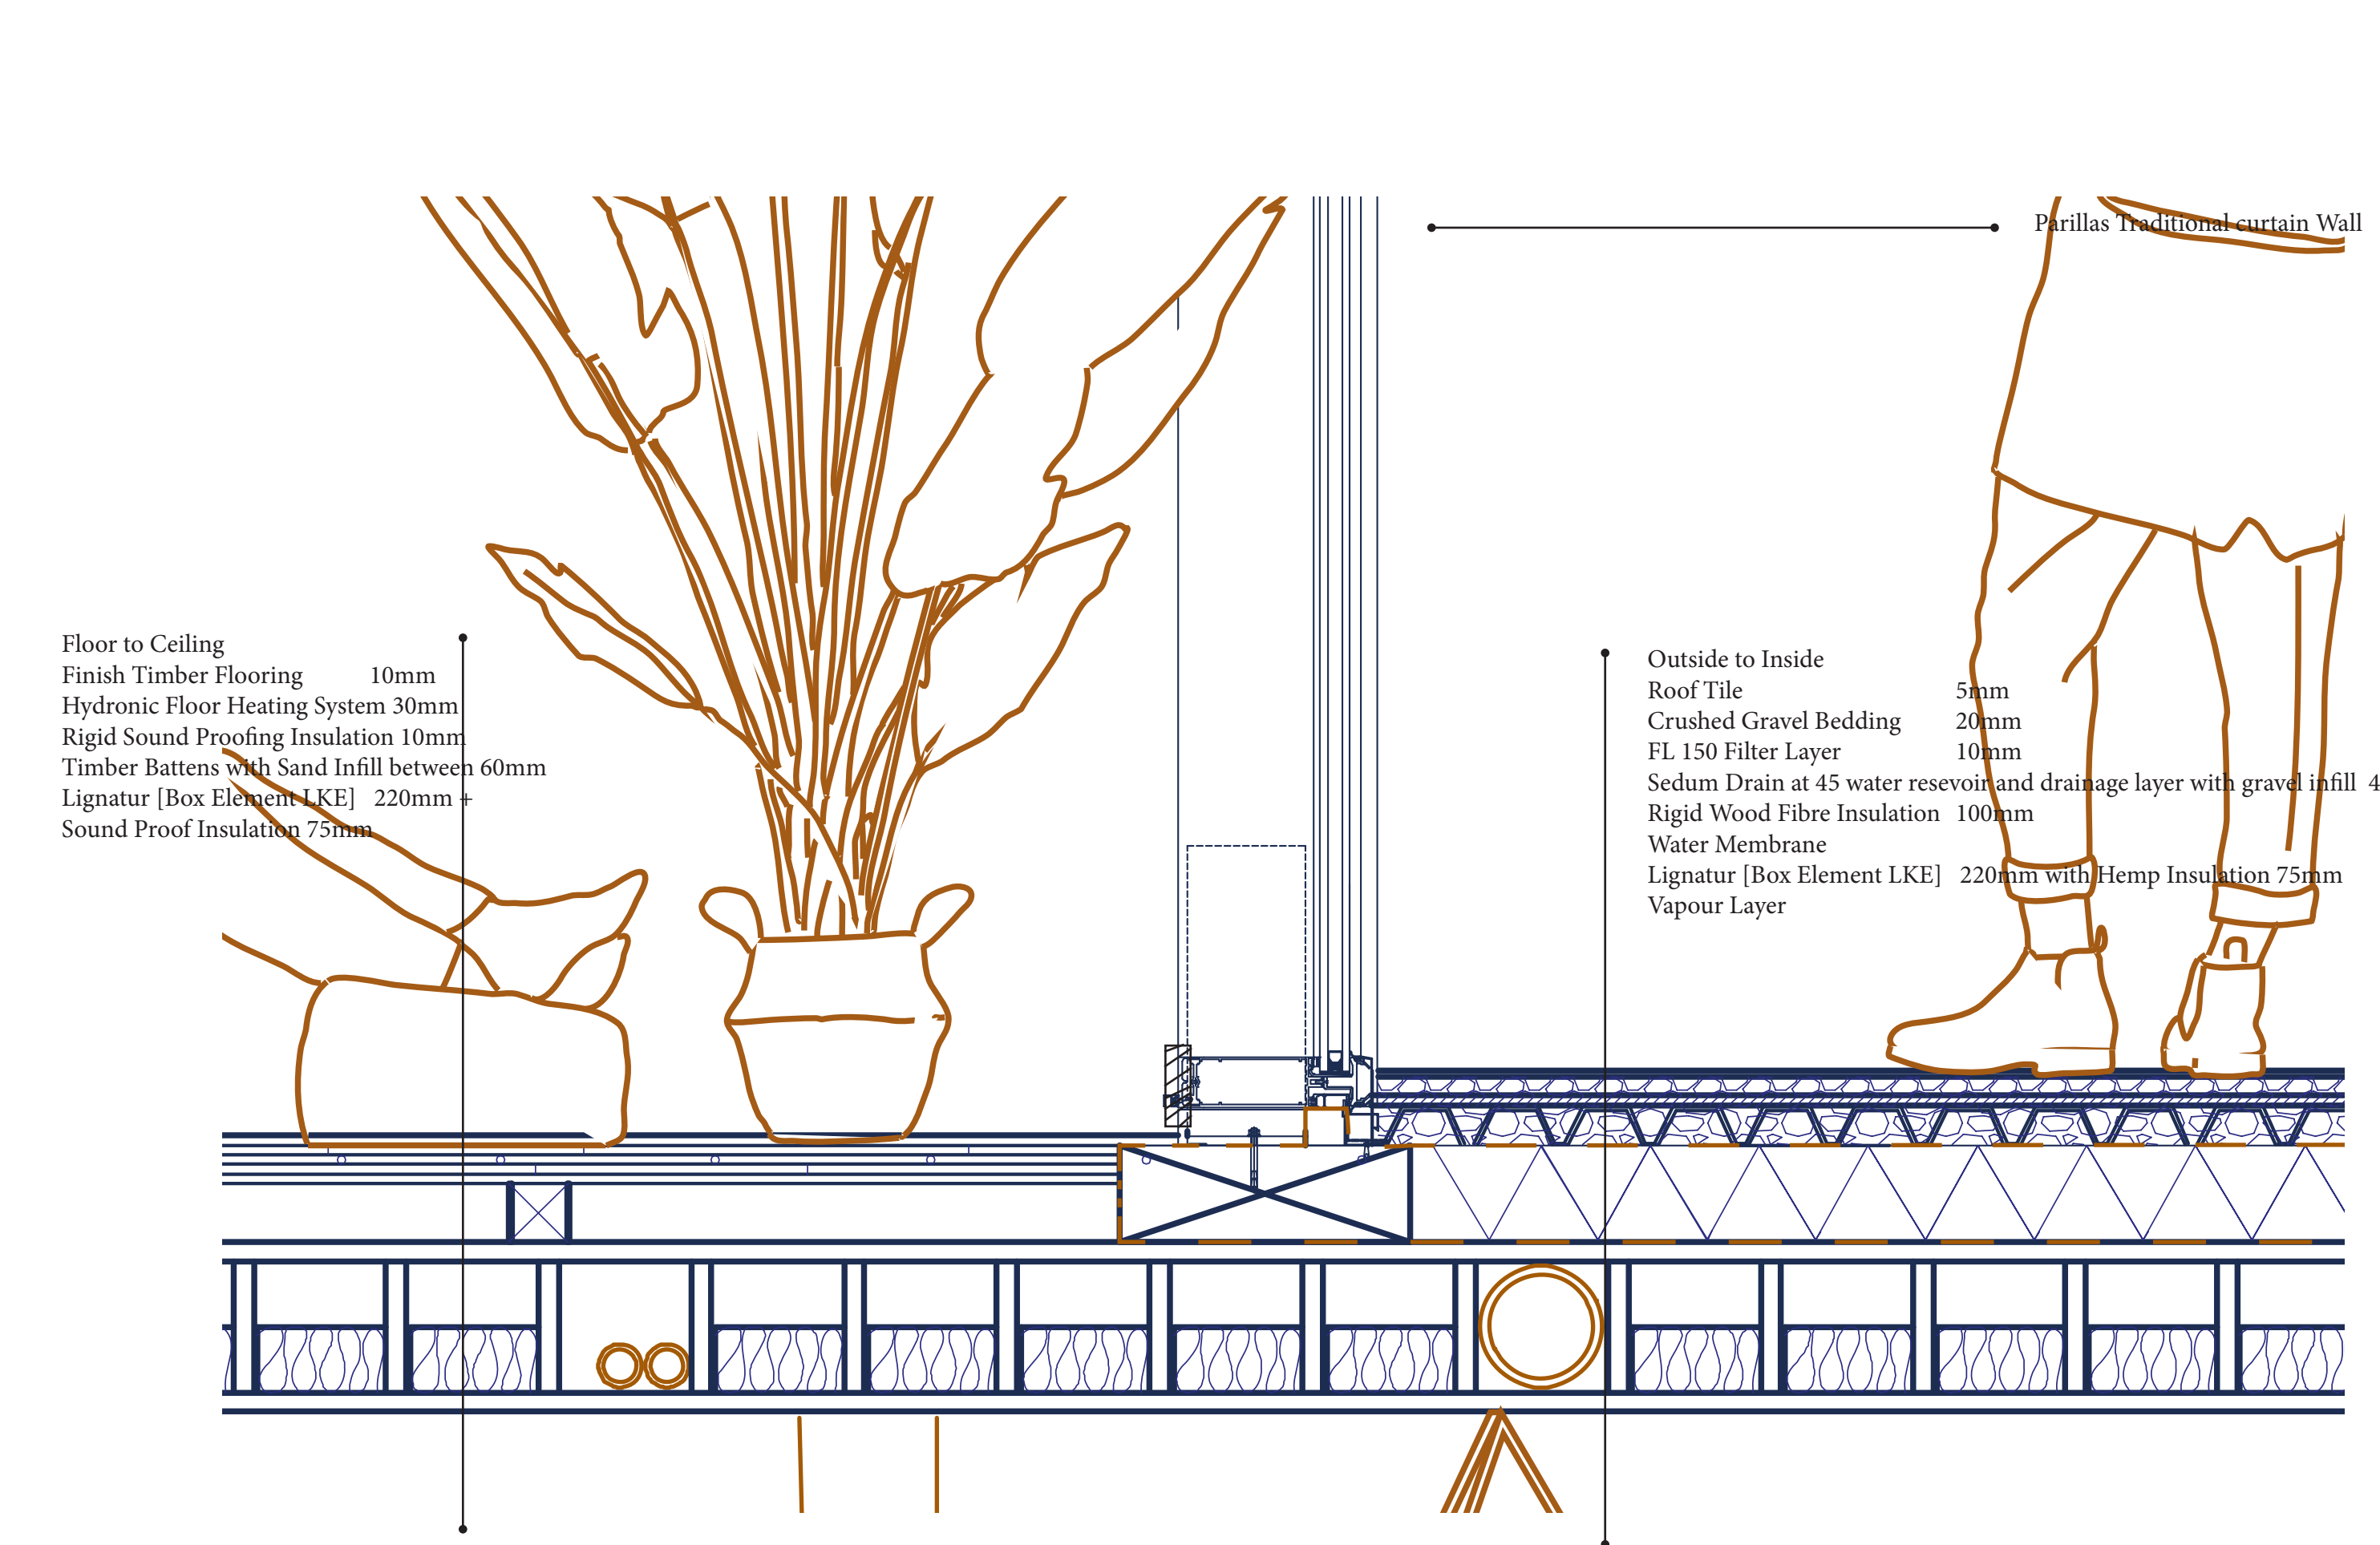 Parillas Traditional curtain Wall
Floor to Ceiling
Finish Timber Flooring 10mm
Hydronic Floor Heating System 30mm
Rigid Sound Proofing Insulation 10mm
Timber Battens with Sand Infill between 60mm
Lignatur [Box Element LKE] 220mm +
Sound Proof Insulation 75mm
Outside to Inside
Roof Tile 5mm
Crushed Gravel Bedding 20mm
FL 150 Filter Layer 10mm
Sedum Drain at 45 water resevoir and drainage layer with gravel infill 4
Rigid Wood Fibre Insulation 100mm
Water Membrane
Lignatur [Box Element LKE] 220mm with Hemp Insulation 75mm
Vapour Layer